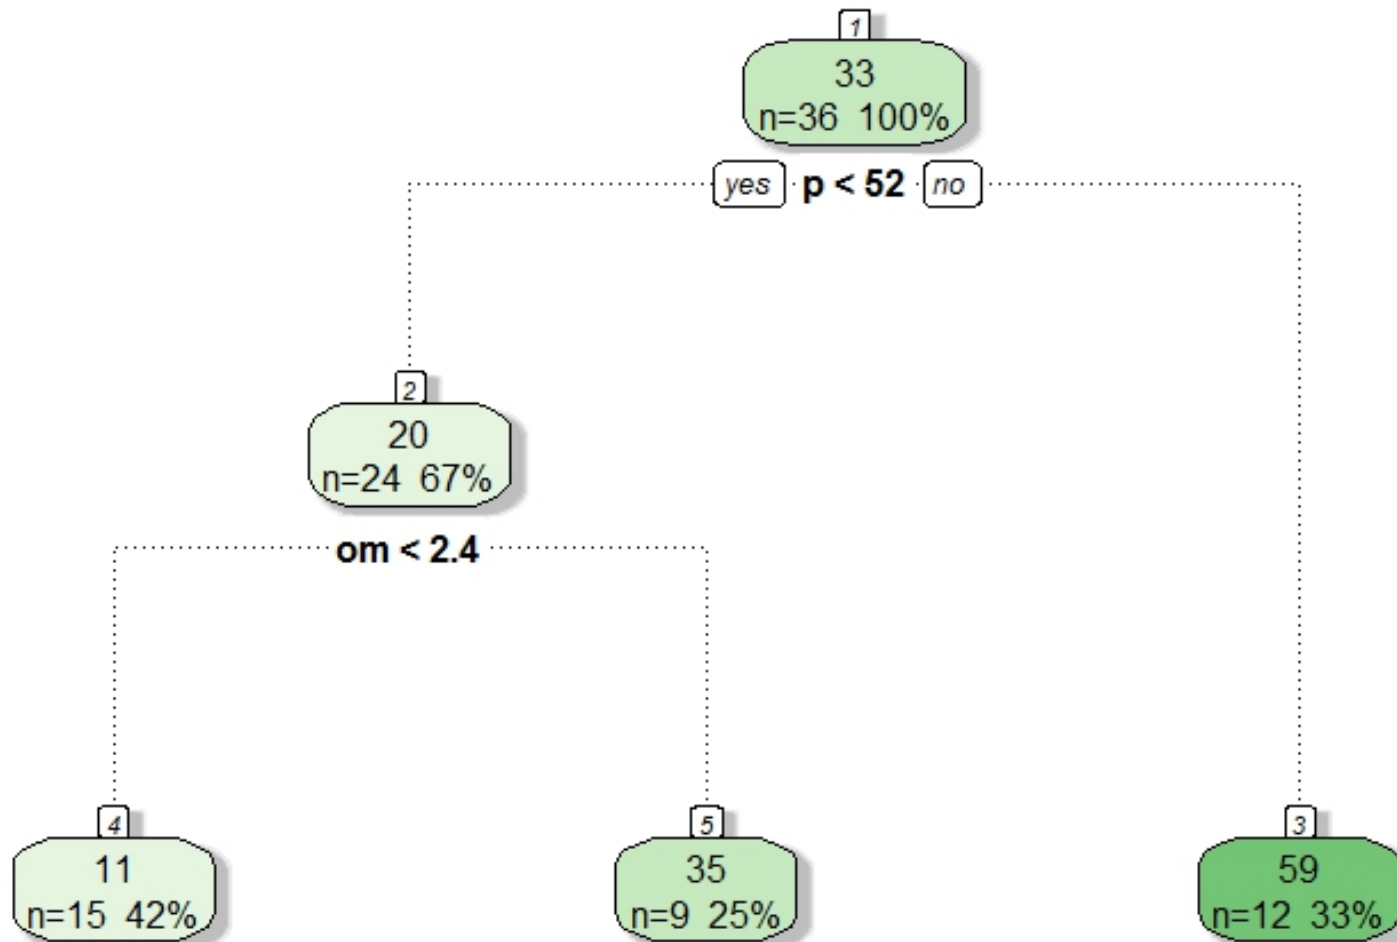 1
33
n=36 100%
yes p < 52 no
2
20
n=24 67%
om < 2.4
4
11
n=15 42%
5
35
n=9 25%
3
59
n=12 33%